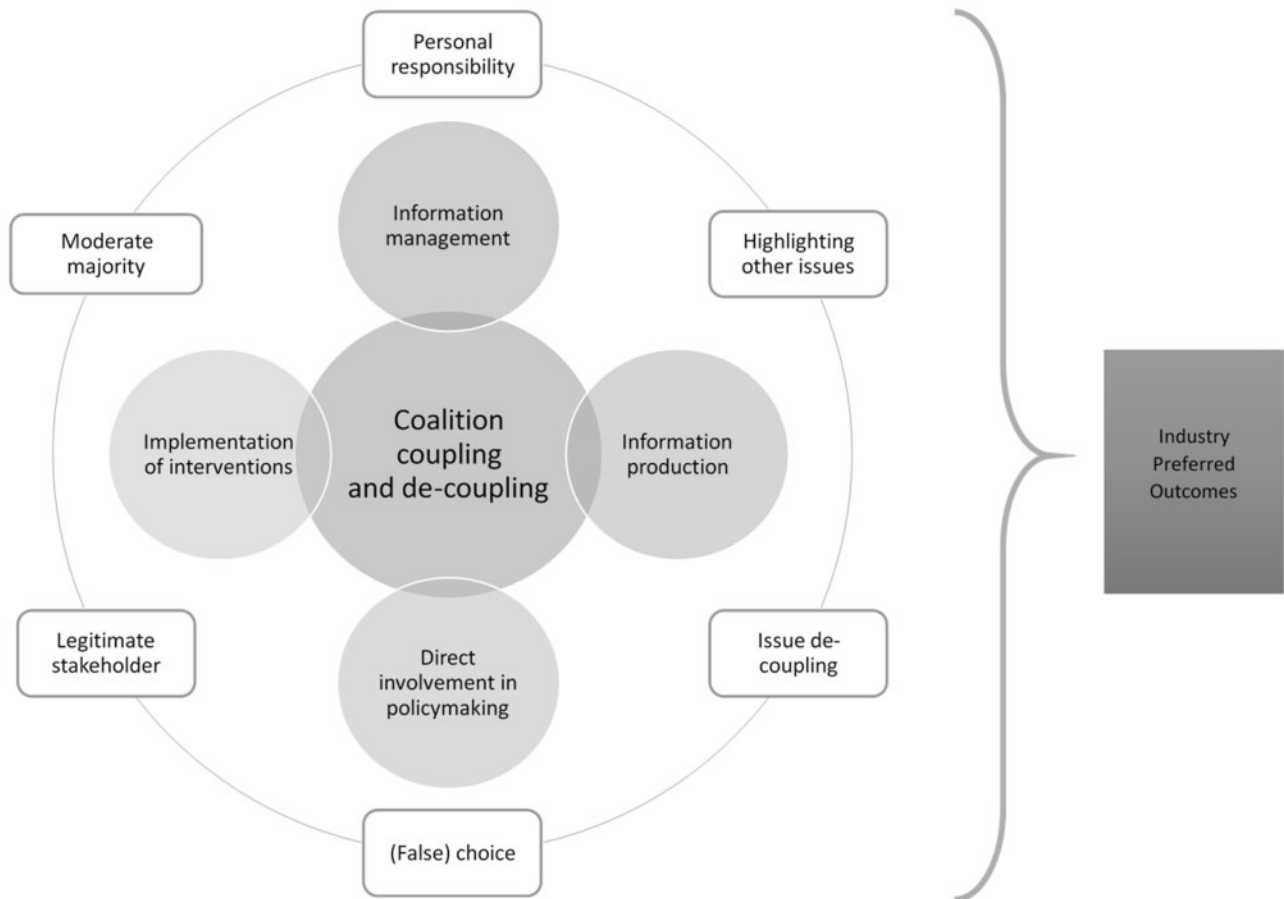 Personal
responsibility
Information
management
Moderate
majority
Highlighting
other issues
Coalition
coupling
and de-coupling
Implementation
of interventions
Information
production
Industry
Preferred
Outcomes
Legitimate
stakeholder
Direct
involvement in
policymaking
Issue de-
coupling
(False) choice